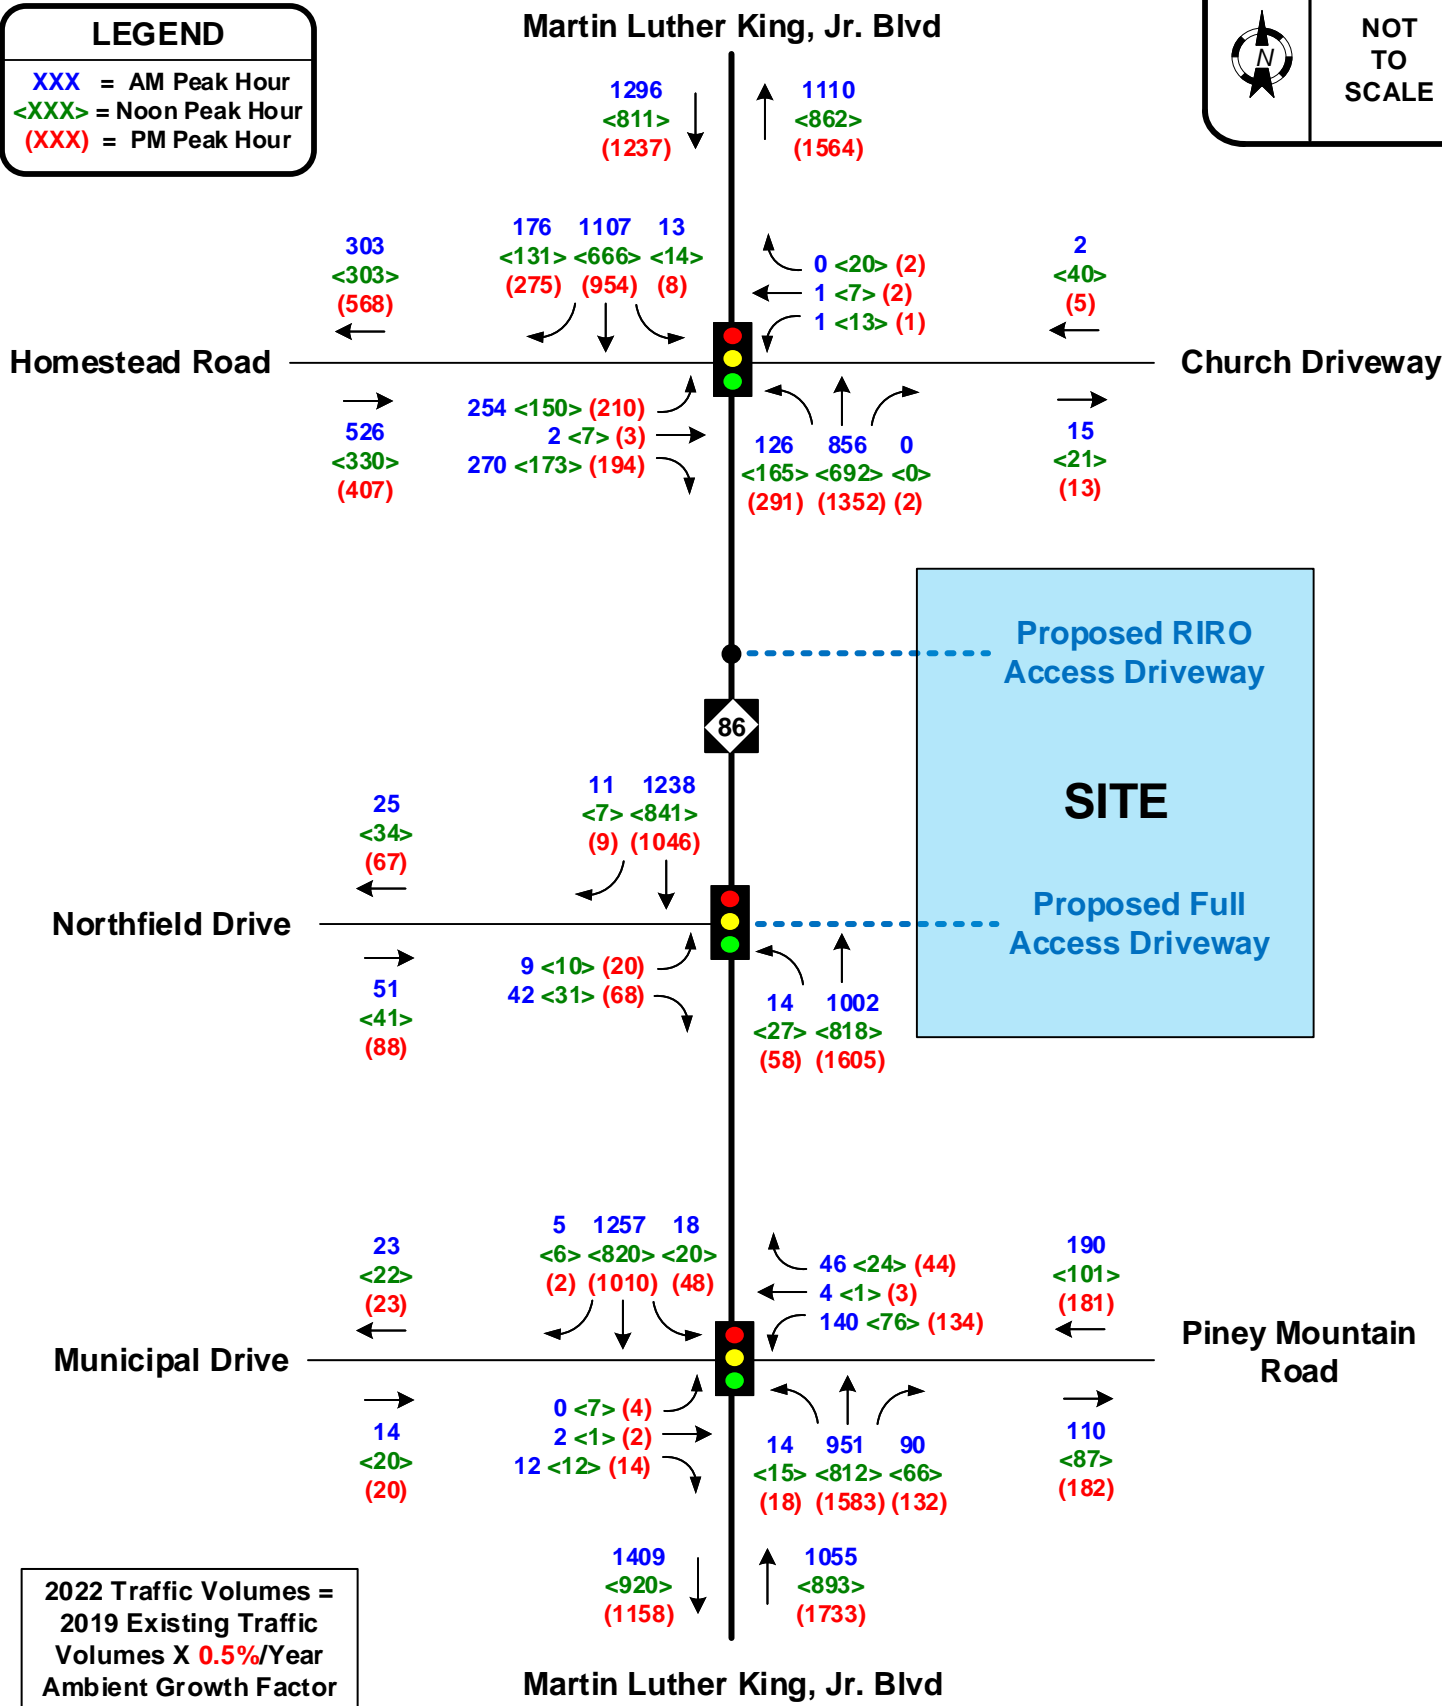 LEGEND
XXX = AM Peak Hour
<XXX> = Noon Peak Hour
(XXX) = PM Peak Hour
Martin Luther King, Jr. Blvd
N
NOT
TO
SCALE
1296
<811>
(1237)
1110
<862>
(1564)
303
<303>
(568)
176 1107 13
<131> <666> <14>
(275) (954) (8)
0 <20> (2)
1 <7> (2)
1 <13> (1)
2
<40>
(5)
Homestead Road
Church Driveway
526
<330>
(407)
254 <150> (210)
2 <7> (3)
270 <173> (194)
126 856 0
<165> <692> <0>
(291) (1352) (2)
15
<21>
(13)
Proposed RIRO
Access Driveway
86
SITE
25
<34>
(67)
11 1238
<7> <841>
(9) (1046)
Northfield Drive
Proposed Full
Access Driveway
51
<41>
(88)
9 <10> (20)
42 <31> (68)
14 1002
<27> <818>
(58) (1605)
23
<22>
(23)
5 1257 18
<6> <820> <20>
(2) (1010) (48)
46 <24> (44)
4 <1> (3)
140 <76> (134)
190
<101>
(181)
Municipal Drive
Piney Mountain
Road
14
<20>
(20)
0 <7> (4)
2 <1> (2)
12 <12> (14)
14 951 90
<15> <812> <66>
(18) (1583) (132)
110
<87>
(182)
1409
<920>
(1158)
1055
<893>
(1733)
2022 Traffic Volumes =
2019 Existing Traffic
Volumes X 0.5%/Year
Ambient Growth Factor
Martin Luther King, Jr. Blvd